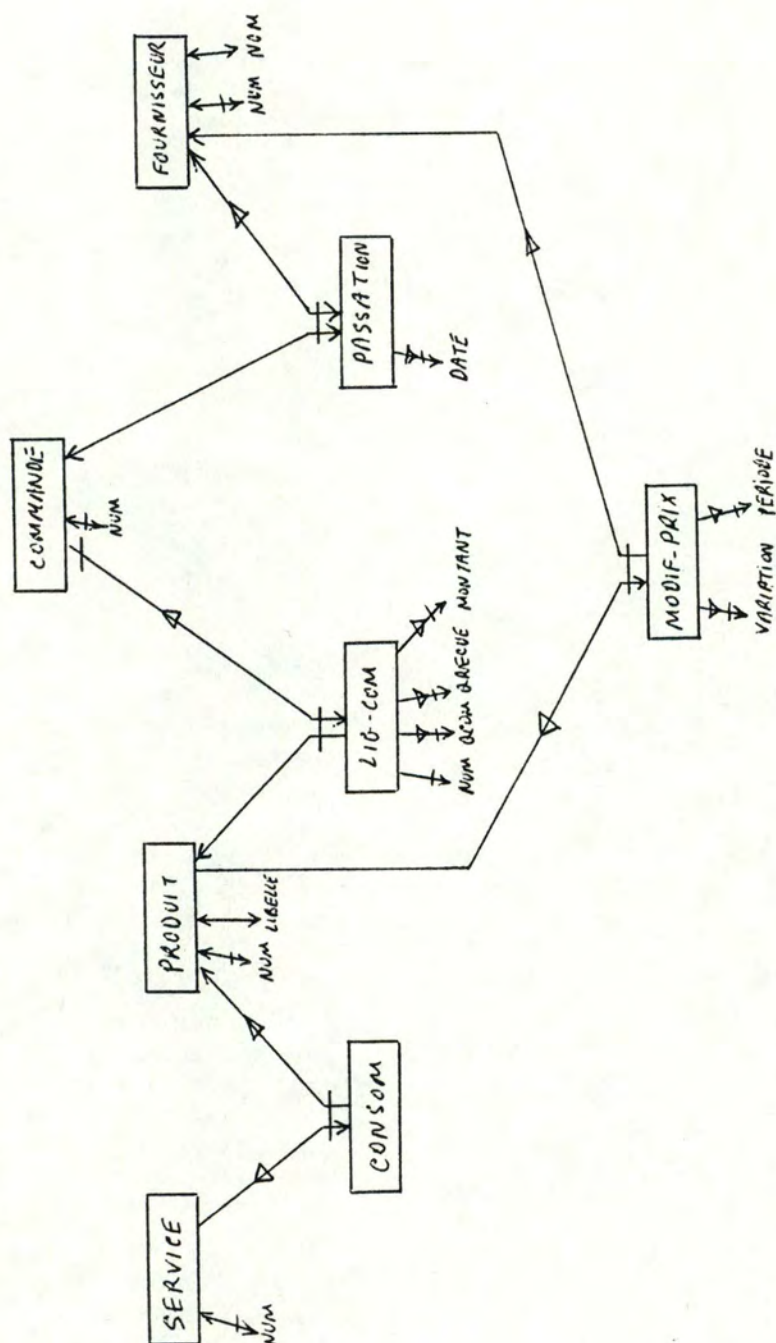 COMMANDE
NUM
FOURNISSEUR
NUM
NOM
PASSATION
DATE
PRODUIT
NUM
LIBELLE
LIG-COM
NUM
QCOM
QRECUE
MONTANT
SERVICE
NUM
CONSOM
MODIF-PRIX
VARIATION
PERIODE